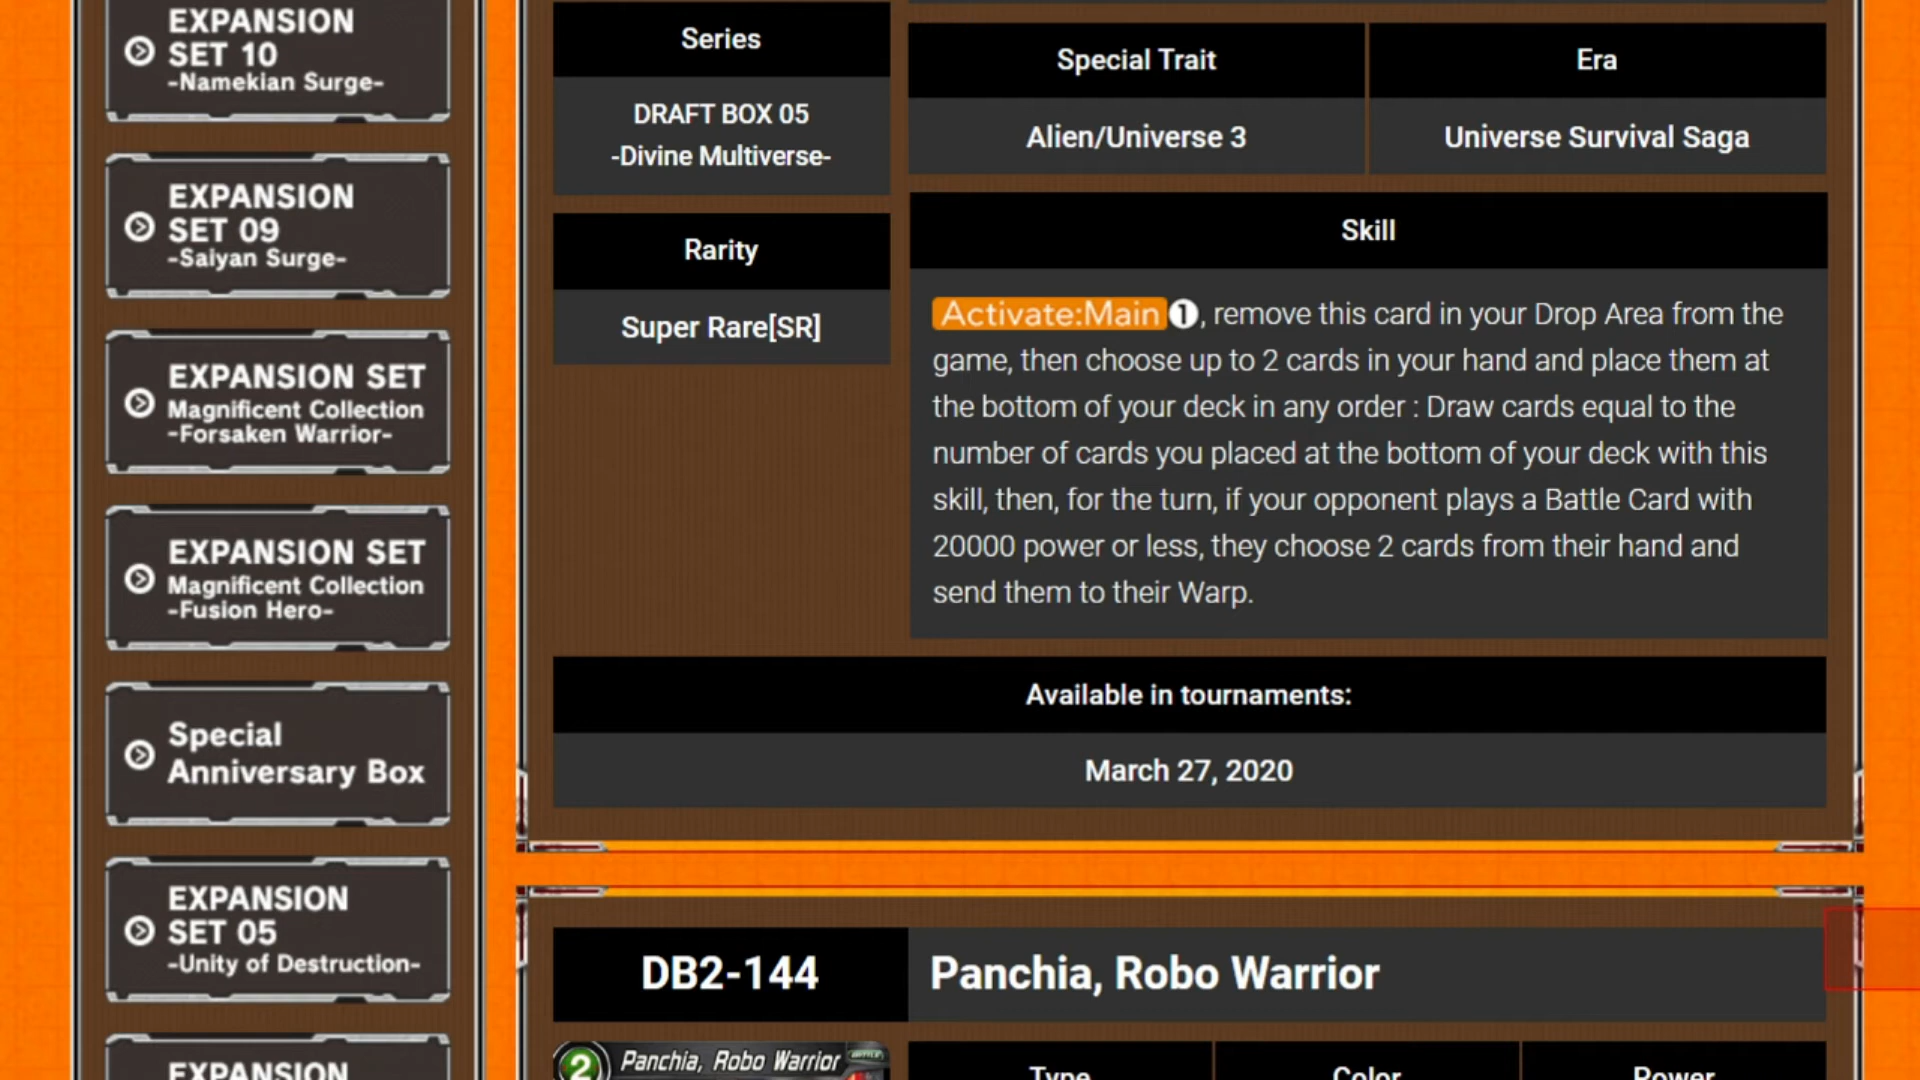 EXPANSION
SET 10
-Namekian Surge-
EXPANSION
SET 09
-Saiyan Surge-
EXPANSION SET
Magnificent Collection
-Forsaken Warrior-
EXPANSION SET
Magnificent Collection
-Fusion Hero-
Special
Anniversary Box
EXPANSION
SET 05
-Unity of Destruction-
EXPANSION
Series
DRAFT BOX 05
-Divine Multiverse-
Rarity
Super Rare[SR]
Special Trait
Era
Alien/Universe 3
Universe Survival Saga
Skill
Activate:Main 1, remove this card in your Drop Area from the
game, then choose up to 2 cards in your hand and place them at
the bottom of your deck in any order : Draw cards equal to the
number of cards you placed at the bottom of your deck with this
skill, then, for the turn, if your opponent plays a Battle Card with
20000 power or less, they choose 2 cards from their hand and
send them to their Warp.
Available in tournaments:
March 27, 2020
DB2-144
Panchia, Robo Warrior
2
Panchia, Robo Warrior
BATTLE
Type
Color
Power